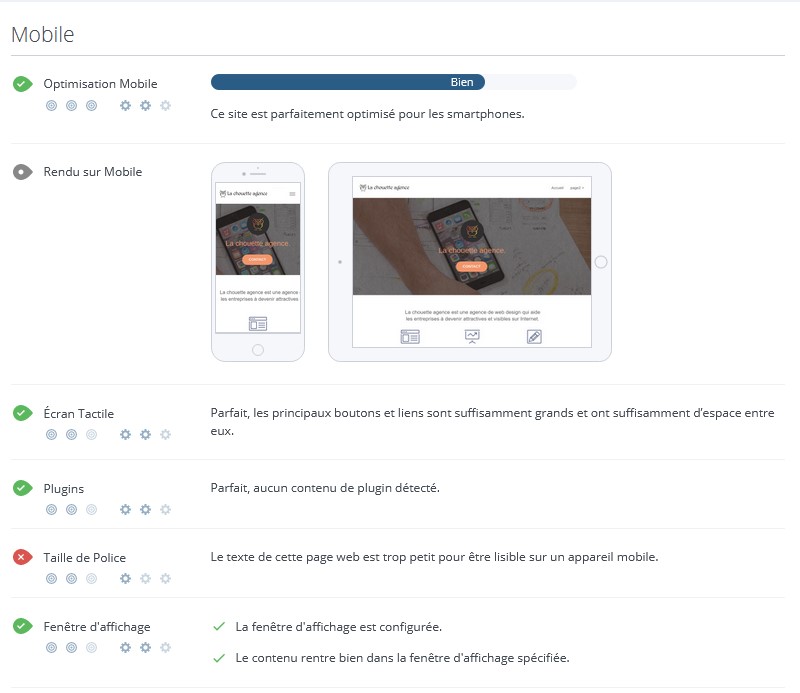 Mobile
Optimisation Mobile
Bien
Ce site est parfaitement optimisé pour les smartphones.
Rendu sur Mobile
La chouette agence
La chouette agence.
CONTACT
La chouette agence est une agence
les entreprises à devenir attractives
La chouette agence
Accueil page2
La chouette agence.
CONTACT
La chouette agence est une agence de web design qui aide
les entreprises à devenir attractives et visibles sur Internet
Écran Tactile
Parfait, les principaux boutons et liens sont suffisamment grands et ont suffisamment d'espace entre
eux.
Plugins
Parfait, aucun contenu de plugin détecté.
Taille de Police
Le texte de cette page web est trop petit pour être lisible sur un appareil mobile.
Fenêtre d'affichage
La fenêtre d'affichage est configurée.
Le contenu rentre bien dans la fenêtre d'affichage spécifiée.